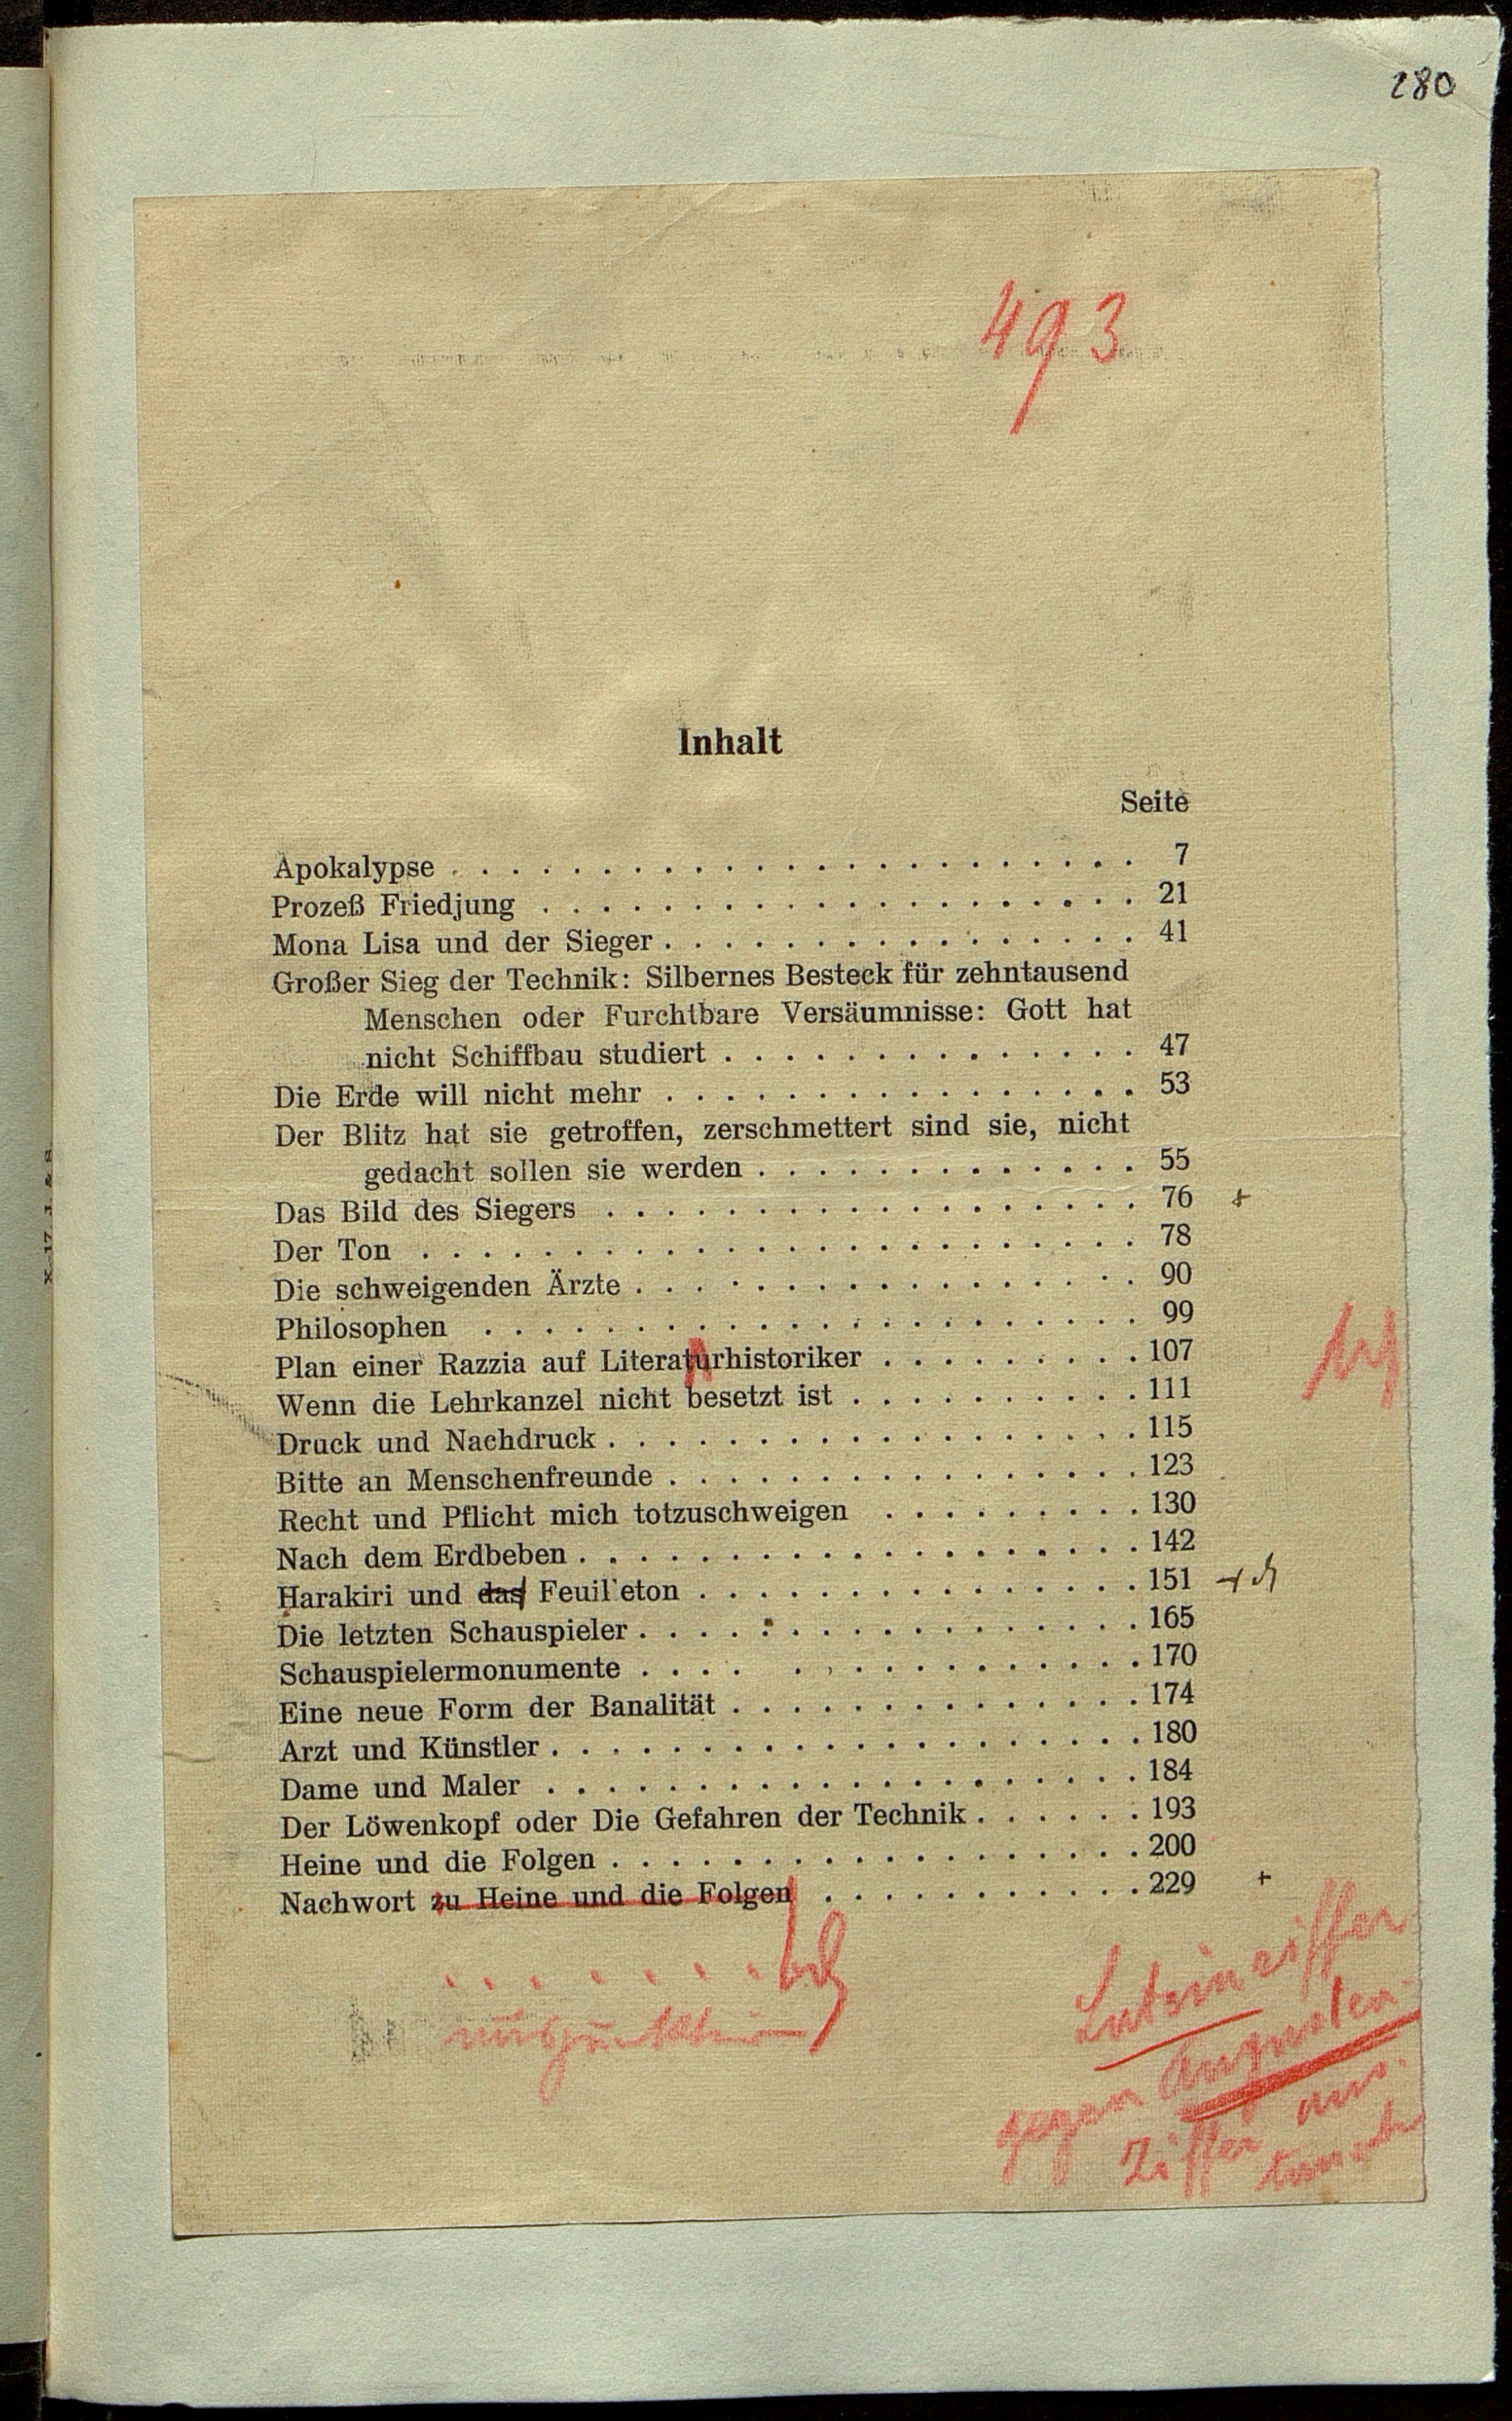 280
493
Inhalt
Seite
Apokalypse . . . . . . . . . . . . . . . . . . . . . . . 7
Prozeß Friedjung . . . . . . . . . . . . . . . . . . . . 21
Mona Lisa und der Sieger . . . . . . . . . . . . . . . . 41
Großer Sieg der Technik: Silbernes Besteck für zehntausend
Menschen oder Furchtbare Versäumnisse: Gott hat
nicht Schiffbau studiert . . . . . . . . . . . . . . 47
Die Erde will nicht mehr . . . . . . . . . . . . . . . . 53
Der Blitz hat sie getroffen, zerschmettert sind sie, nicht
gedacht sollen sie werden . . . . . . . . . . . . . 55
Das Bild des Siegers . . . . . . . . . . . . . . . . . . 76 +
Der Ton . . . . . . . . . . . . . . . . . . . . . . . . 78
Die schweigenden Ärzte . . . . . . . . . . . . . . . . . 90
Philosophen . . . . . . . . . . . . . . . . . . . . . . 99
Plan einer Razzia auf Literaturhistoriker . . . . . . . . . 107
Wenn die Lehrkanzel nicht besetzt ist . . . . . . . . . . 111
Druck und Nachdruck . . . . . . . . . . . . . . . . . . 115
Bitte an Menschenfreunde . . . . . . . . . . . . . . . . 123
Recht und Pflicht mich totzuschweigen . . . . . . . . . 130
Nach dem Erdbeben . . . . . . . . . . . . . . . . . . . 142
Harakiri und das Feuilleton . . . . . . . . . . . . . . . 151 +
Die letzten Schauspieler . . . . . . . . . . . . . . . . . 165
Schauspielermonumente . . . . . . . . . . . . . . . . 170
Eine neue Form der Banalität . . . . . . . . . . . . . . 174
Arzt und Künstler . . . . . . . . . . . . . . . . . . . . 180
Dame und Maler . . . . . . . . . . . . . . . . . . . . 184
Der Löwenkopf oder Die Gefahren der Technik . . . . . . 193
Heine und die Folgen . . . . . . . . . . . . . . . . . . 200
Nachwort zu Heine und die Folgen . . . . . . . . . . . 229 +
. . . . . . .
Lateinziffer
gegen
Ziffer aus
tausch